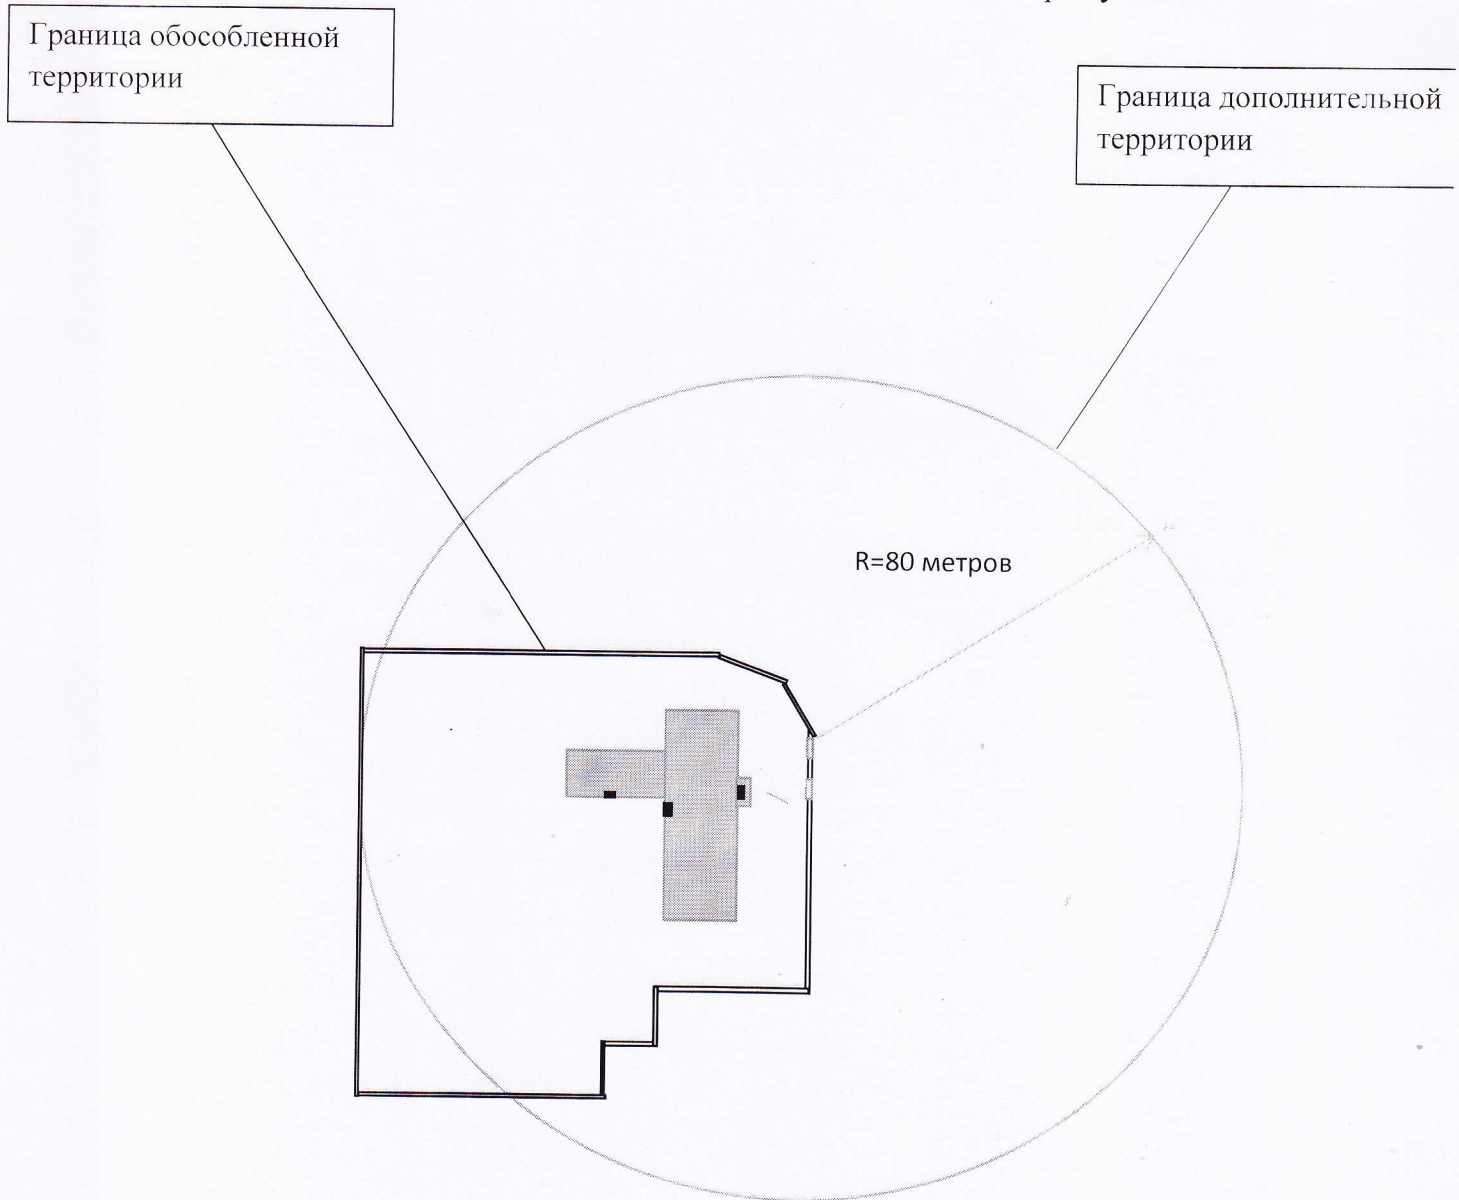 Граница обособленной
территории
Граница дополнительной
территории
R=80 метров